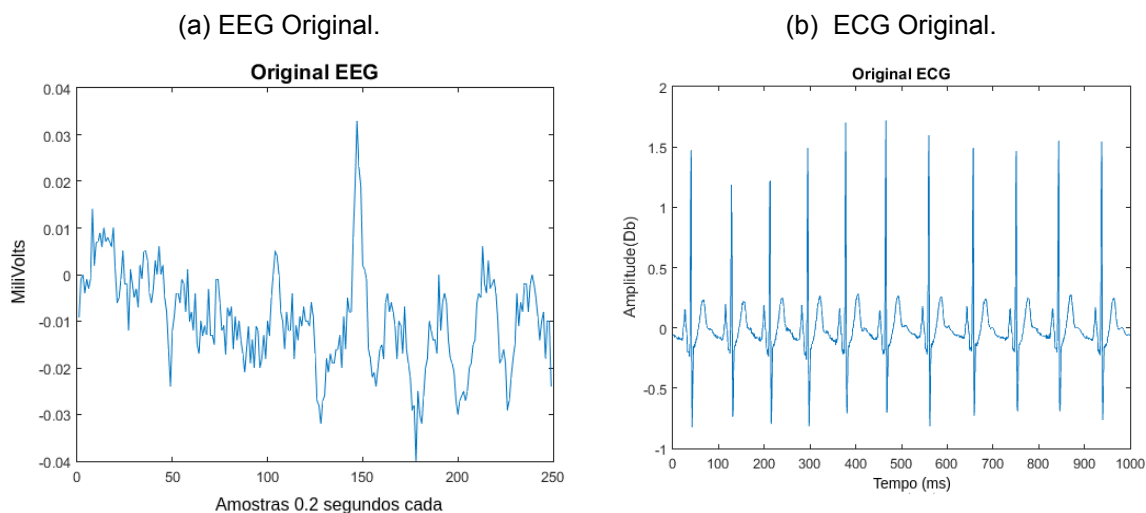 (a) EEG Original.
Original EEG
0.04
0.03
0.02
0.01
0
-0.01
-0.02
-0.03
-0.04
MiliVolts
0 50 100 150 200 250
Amostras 0.2 segundos cada
(b) ECG Original.
Original ECG
2
1.5
1
0.5
0
-0.5
-1
Amplitude(Db)
0 100 200 300 400 500 600 700 800 900 1000
Tempo (ms)